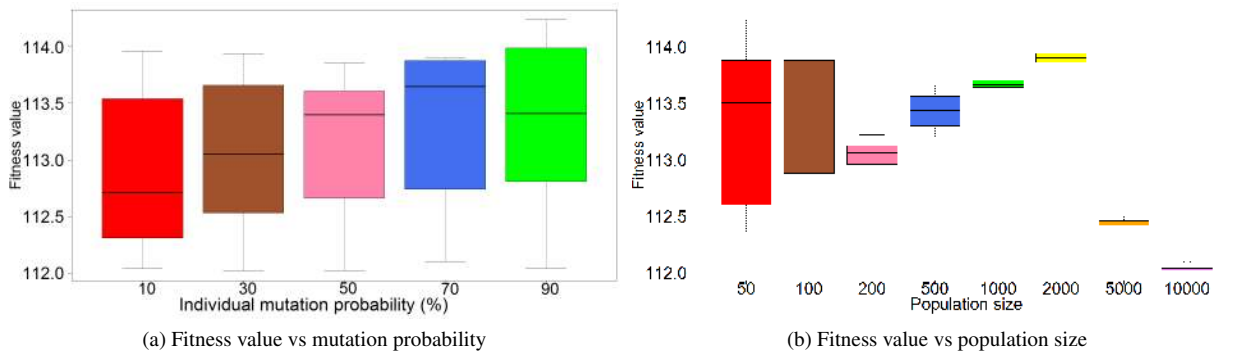 114.0
113.5
113.0
112.5
112.0
Fitness value
10 30 50 70 90
Individual mutation probability (%)
(a) Fitness value vs mutation probability
114.0
113.5
113.0
112.5
112.0
Fitness value
50 100 200 500 1000 2000 5000 10000
Population size
(b) Fitness value vs population size